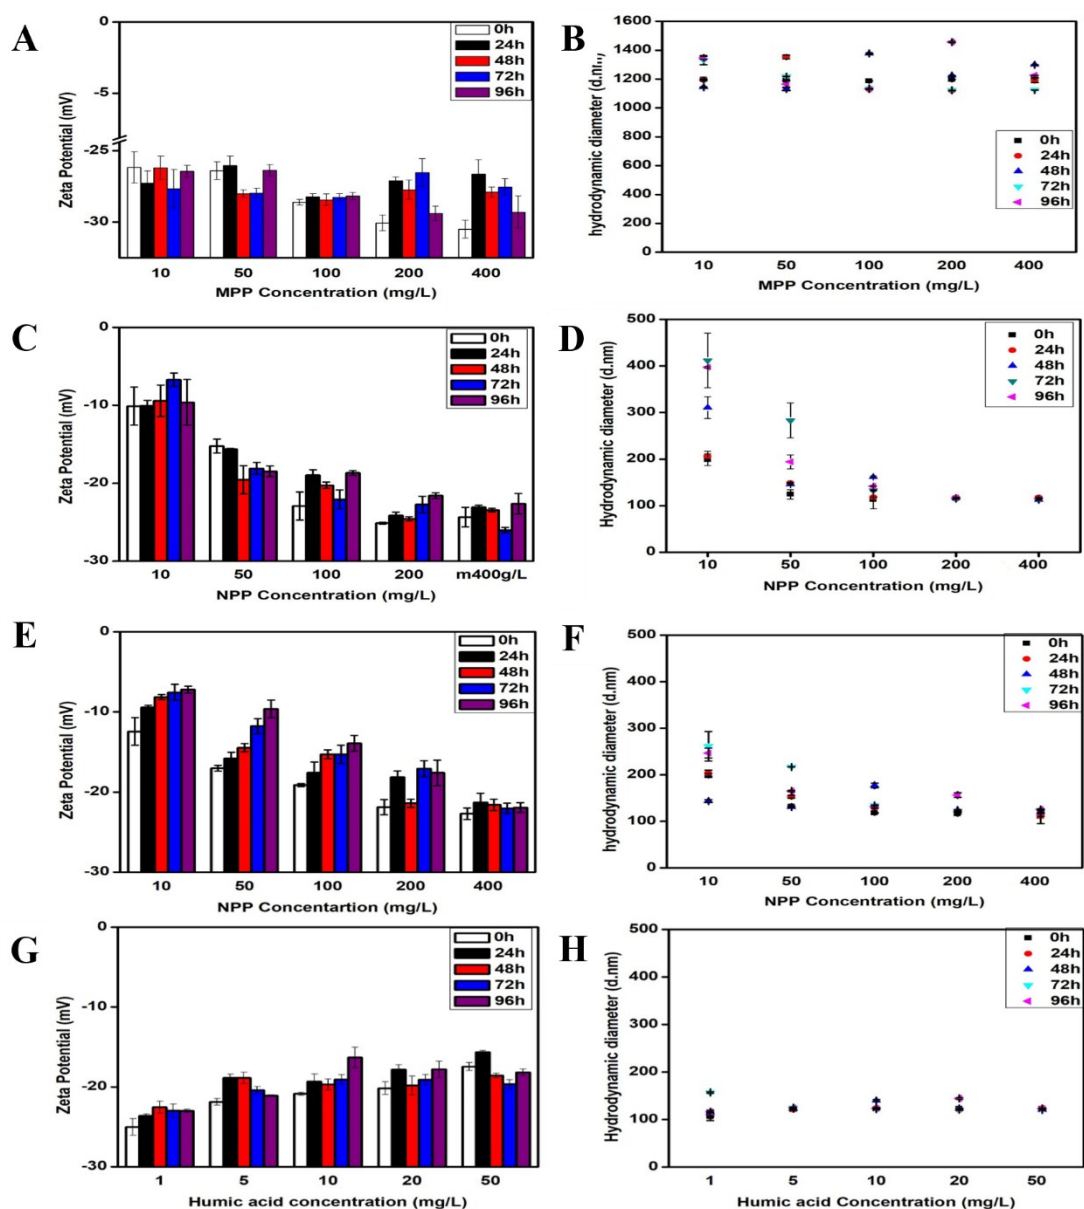 A
Zeta Potential (mV)
0
-5
-25
-30
0h
24h
48h
72h
96h
10 50 100 200 400
MPP Concentration (mg/L)
B
hydrodynamic diameter (d.nm)
1600
1400
1200
1000
800
600
400
200
0
0h
24h
48h
72h
96h
10 50 100 200 400
MPP Concentration (mg/L)
C
Zeta Potential (mV)
0
-10
-20
-30
0h
24h
48h
72h
96h
10 50 100 200 m400g/L
NPP Concentration (mg/L)
D
Hydrodynamic diameter (d.nm)
500
400
300
200
100
0
0h
24h
48h
72h
96h
10 50 100 200 400
NPP Concentration (mg/L)
E
Zeta Potential (mV)
0
-10
-20
-30
0h
24h
48h
72h
96h
10 50 100 200 400
NPP Concentartion (mg/L)
F
hydrodynamic diameter (d.nm)
500
400
300
200
100
0
0h
24h
48h
72h
96h
10 50 100 200 400
NPP Concentration (mg/L)
G
Zeta Potential (mV)
0
-10
-20
-30
0h
24h
48h
72h
96h
1 5 10 20 50
Humic acid concentration (mg/L)
H
Hydrodynamic diameter (d.nm)
500
400
300
200
100
0
0h
24h
48h
72h
96h
1 5 10 20 50
Humic acid Concentration (mg/L)